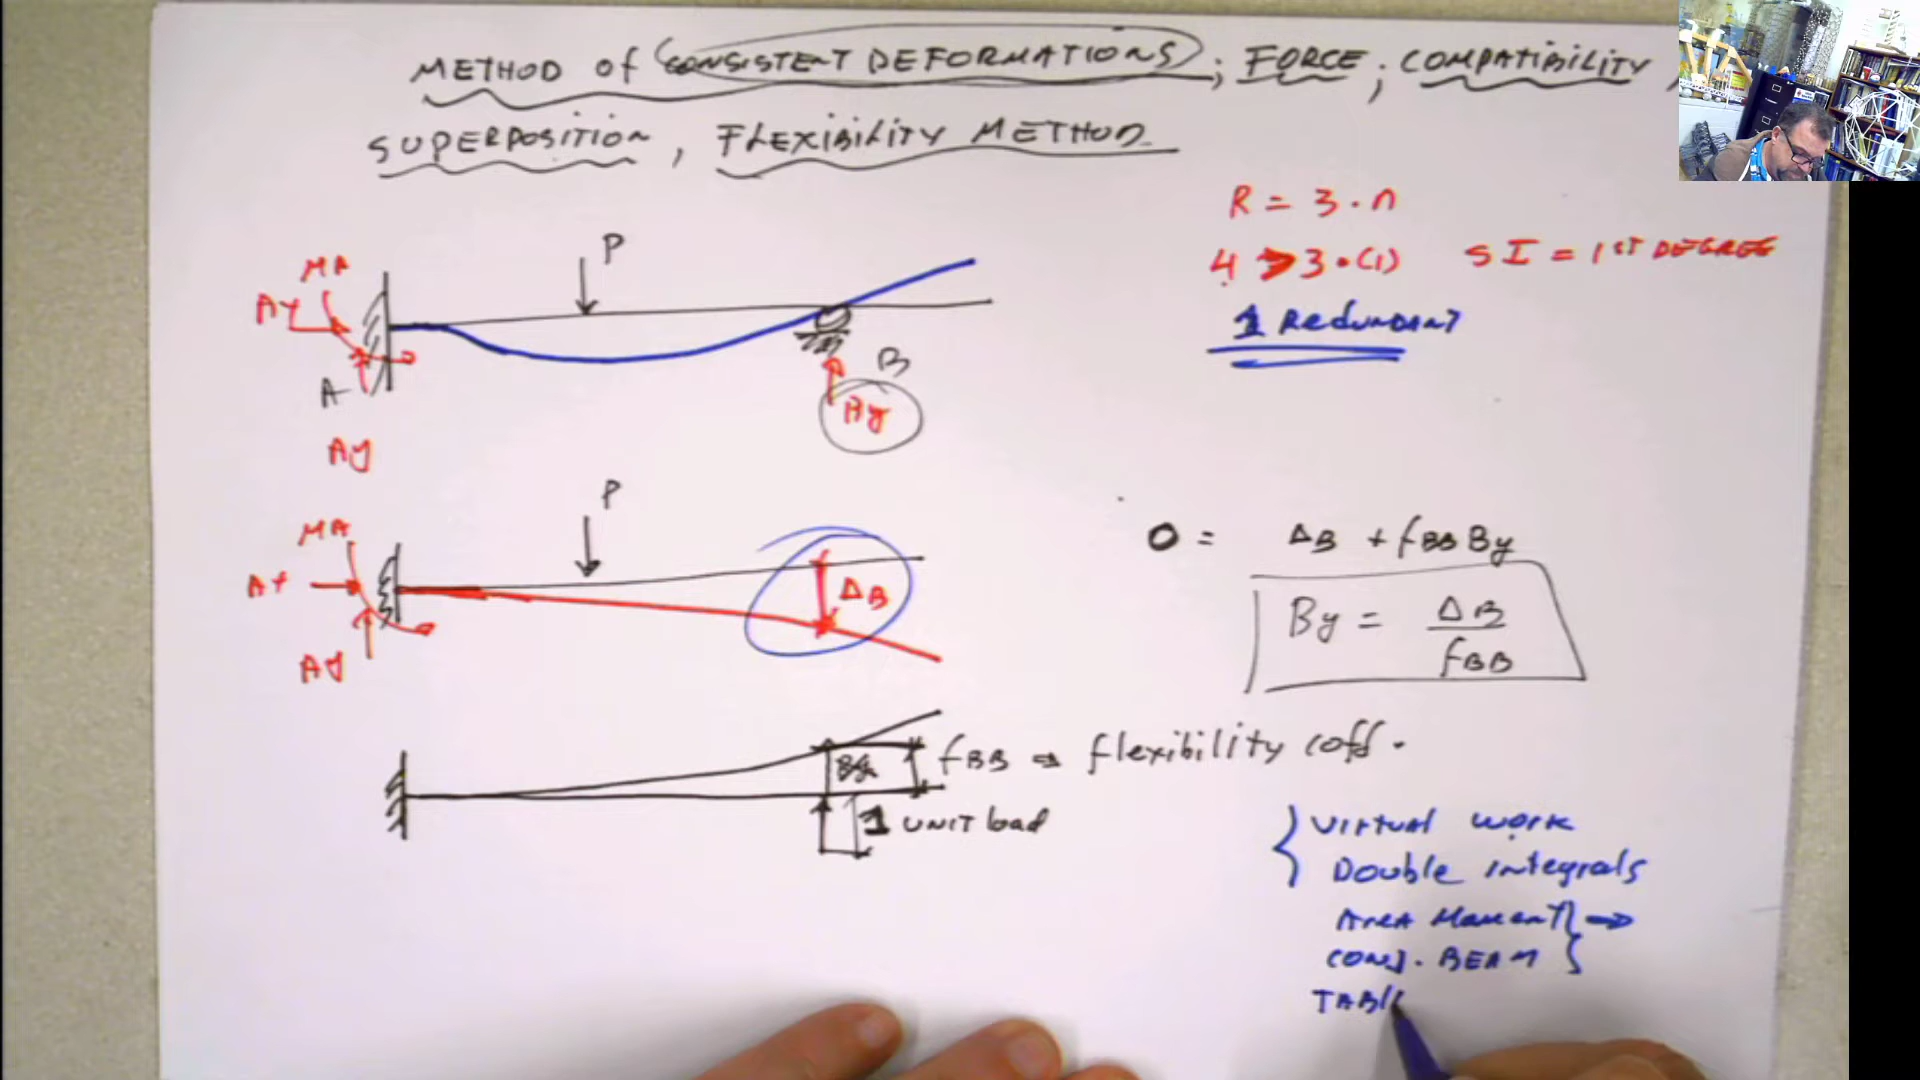 METHOD of CONSISTENT DEFORMATIONS; FORCE; COMPATIBILITY,
SUPERPOSITION, FLEXIBILITY METHOD
R = 3 · n
4 > 3 · (1) SI = 1ST DEGREE
1 Redundant
P
MA
AY
A
B
By
Ay
P
MA
AY
ΔB
Ay
0 = ΔB + fBB By
By = ΔB / fBB
fBB ⇒ flexibility coff.
1 UNIT load
Virtual work
Double integrals
Area Moment →
conj. BEAM
TABL